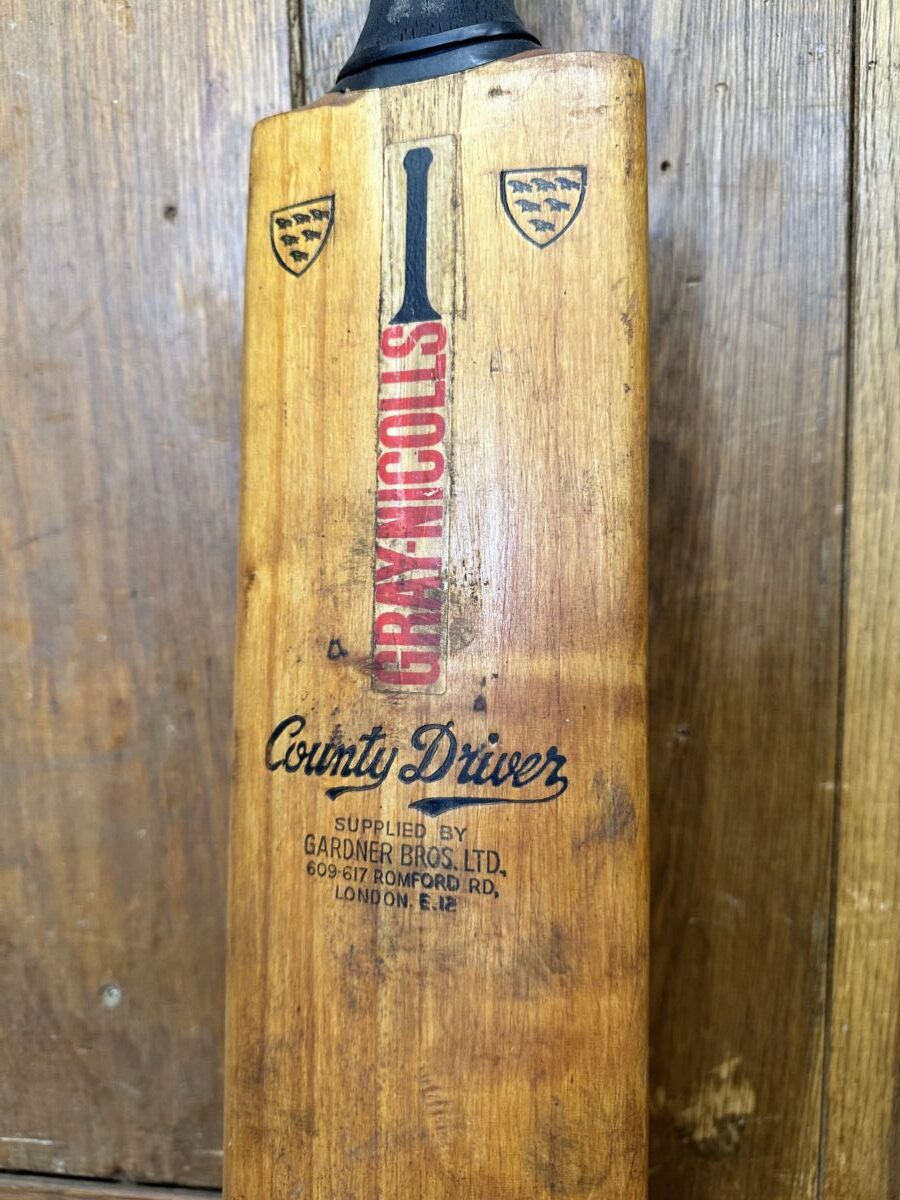 GRAY-NICOLLS
County Driver
SUPPLIED BY
GARDNER BROS. LTD.,
609-617 ROMFORD RD,
LONDON. E.12